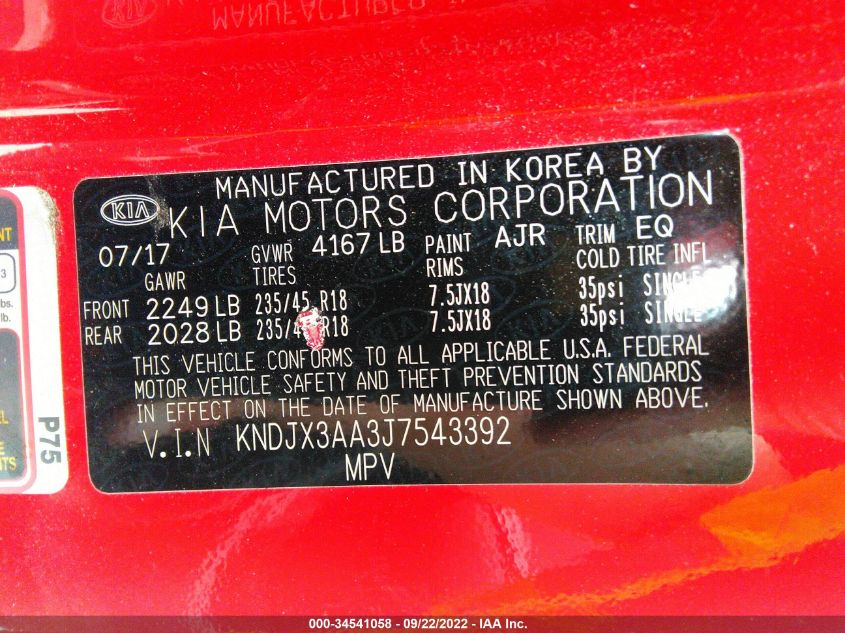 MANUFACTURED IN KOREA BY
KIA KIA MOTORS CORPORATION
07/17 GVWR 4167 LB PAINT AJR TRIM EQ
GAWR TIRES RIMS COLD TIRE INFL
FRONT 2249 LB 235/45 R18 7.5JX18 35psi SINGLE
REAR 2028 LB R18 7.5JX18 35psi SINGLE
THIS VEHICLE CONFORMS TO ALL APPLICABLE U.S.A. FEDERAL
MOTOR VEHICLE SAFETY AND THEFT PREVENTION STANDARDS
IN EFFECT ON THE DATE OF MANUFACTURE SHOWN ABOVE.
V.I.N KNDJX3AA3J7543392
MPV
P75
000-34541058 - 09/22/2022 - IAA Inc.